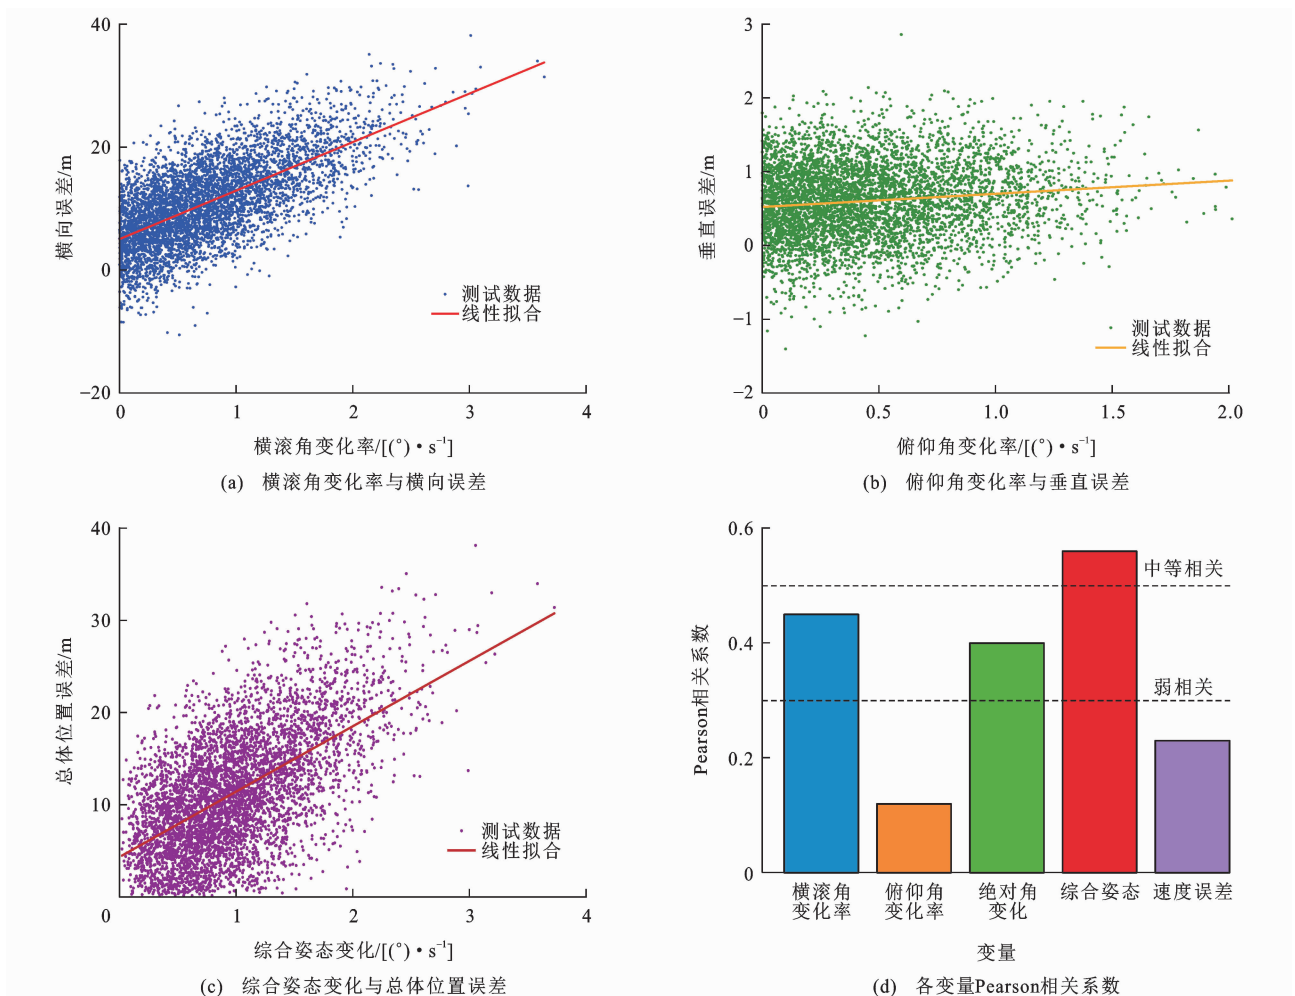 40
20
0
−20
横向误差/m
测试数据
线性拟合
0
1
2
3
4
横滚角变化率/[(°)·s⁻¹]
(a) 横滚角变化率与横向误差
3
2
1
0
−1
−2
垂直误差/m
测试数据
线性拟合
0
0.5
1.0
1.5
2.0
俯仰角变化率/[(°)·s⁻¹]
(b) 俯仰角变化率与垂直误差
40
30
20
10
总体位置误差/m
测试数据
线性拟合
0
1
2
3
4
综合姿态变化/[(°)·s⁻¹]
(c) 综合姿态变化与总体位置误差
0.6
0.4
0.2
0
Pearson相关系数
中等相关
弱相关
横滚角
变化率
俯仰角
变化率
绝对角
变化
综合姿态
速度误差
变量
(d) 各变量Pearson相关系数